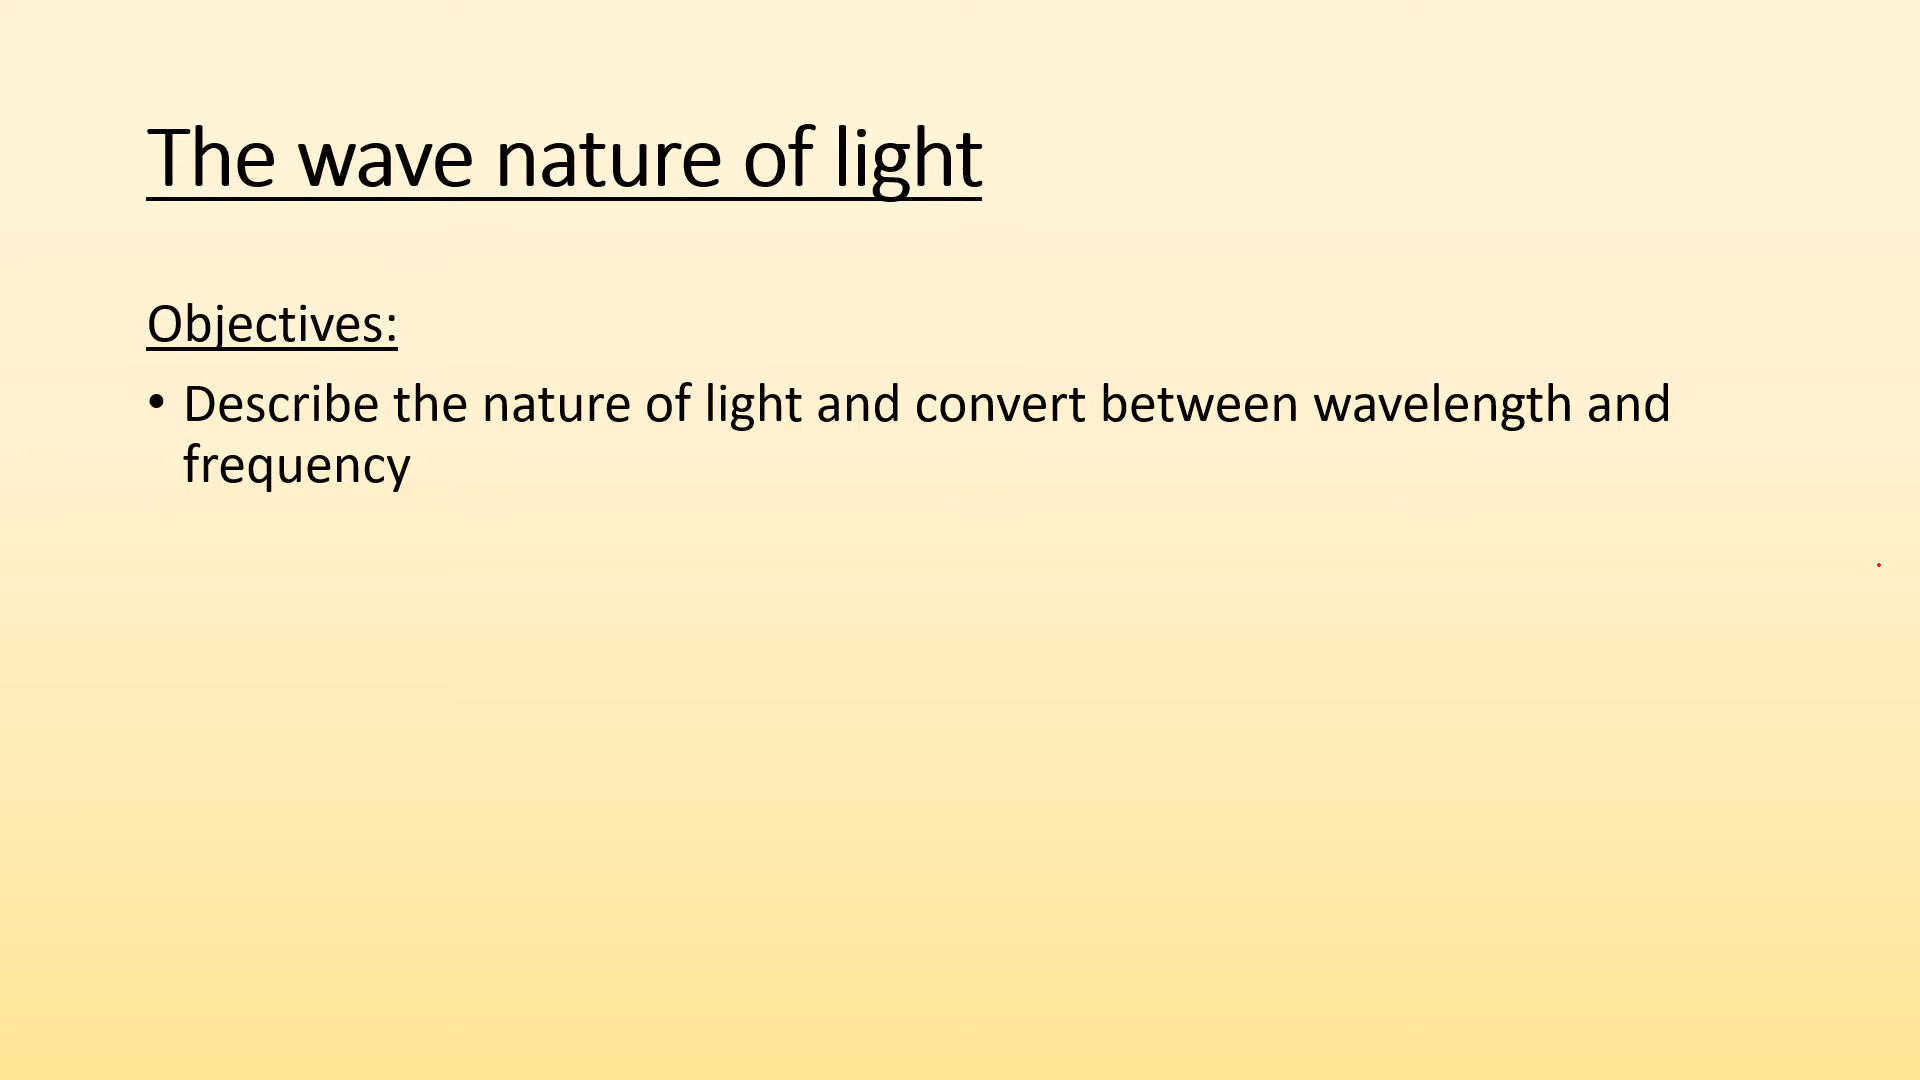 The wave nature of light
Objectives:
• Describe the nature of light and convert between wavelength and
frequency